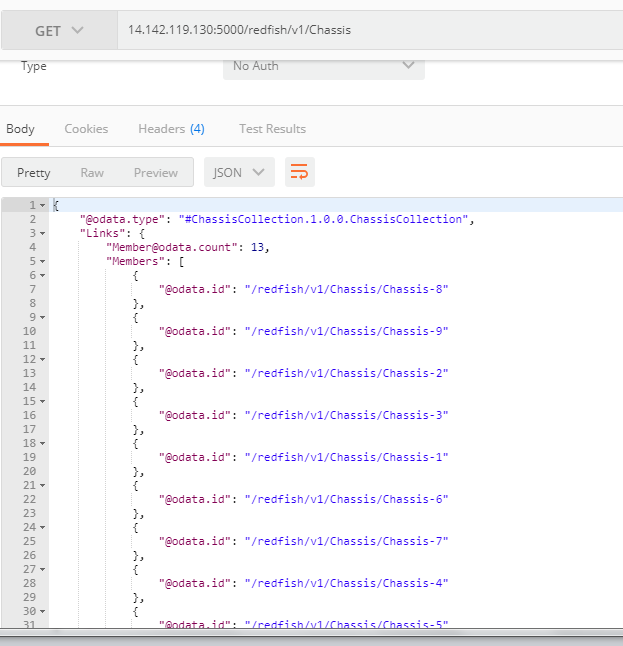 GET 14.142.119.130:5000/redfish/v1/Chassis
Type No Auth
Body Cookies Headers (4) Test Results
Pretty Raw Preview JSON
1 {
2 "@odata.type": "#ChassisCollection.1.0.0.ChassisCollection",
3 "Links": {
4 "Member@odata.count": 13,
5 "Members": [
6 {
7 "@odata.id": "/redfish/v1/Chassis/Chassis-8"
8 },
9 {
10 "@odata.id": "/redfish/v1/Chassis/Chassis-9"
11 },
12 {
13 "@odata.id": "/redfish/v1/Chassis/Chassis-2"
14 },
15 {
16 "@odata.id": "/redfish/v1/Chassis/Chassis-3"
17 },
18 {
19 "@odata.id": "/redfish/v1/Chassis/Chassis-1"
20 },
21 {
22 "@odata.id": "/redfish/v1/Chassis/Chassis-6"
23 },
24 {
25 "@odata.id": "/redfish/v1/Chassis/Chassis-7"
26 },
27 {
28 "@odata.id": "/redfish/v1/Chassis/Chassis-4"
29 },
30 {
31 "@odata.id": "/redfish/v1/Chassis/Chassis-5"